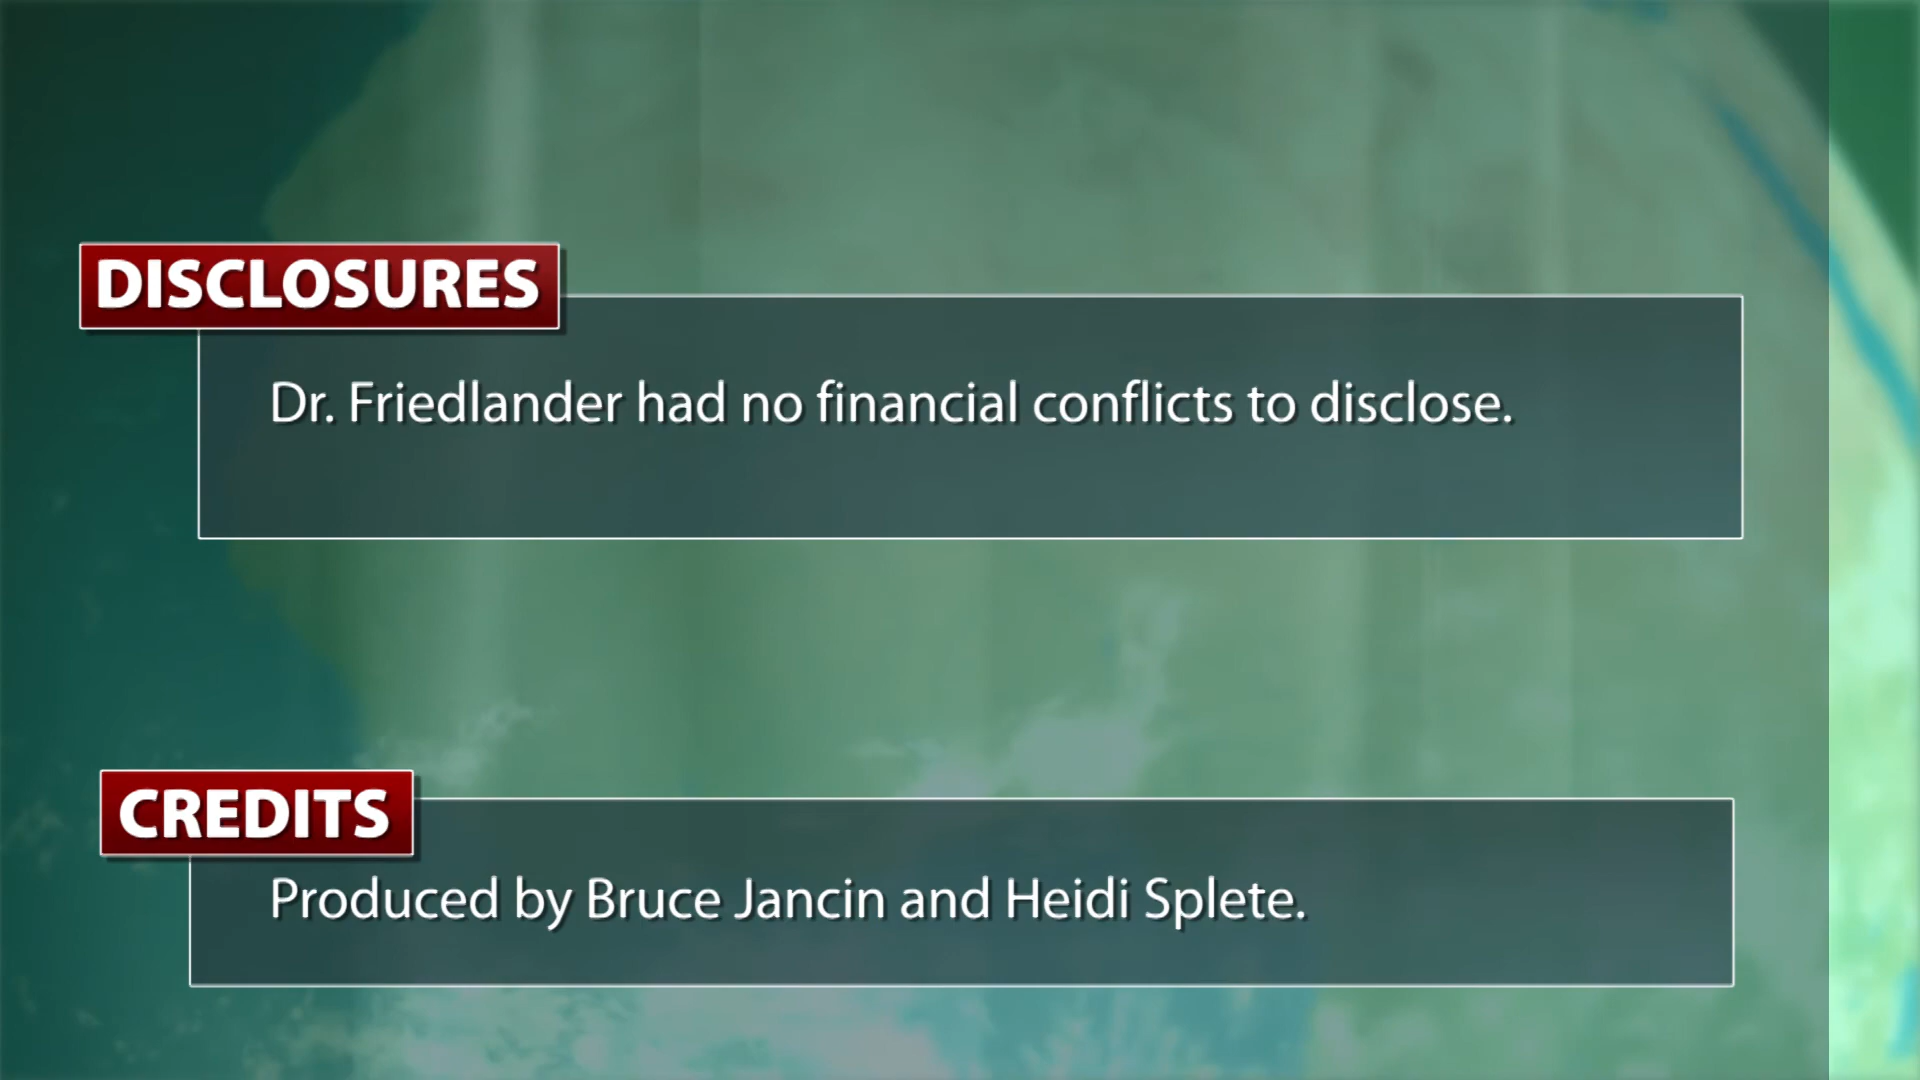 DISCLOSURES
Dr. Friedlander had no financial conflicts to disclose.
CREDITS
Produced by Bruce Jancin and Heidi Splete.